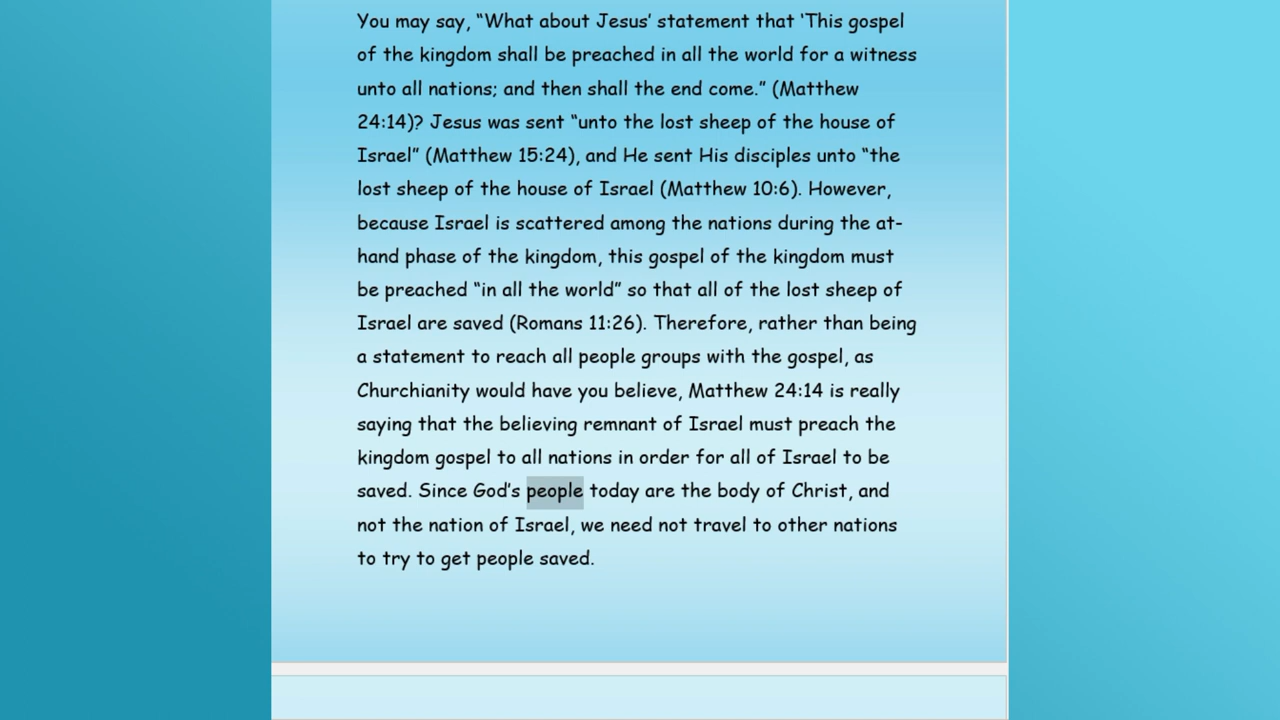 You may say, “What about Jesus’ statement that ‘This gospel
of the kingdom shall be preached in all the world for a witness
unto all nations; and then shall the end come.” (Matthew
24:14)? Jesus was sent “unto the lost sheep of the house of
Israel” (Matthew 15:24), and He sent His disciples unto “the
lost sheep of the house of Israel (Matthew 10:6). However,
because Israel is scattered among the nations during the at-
hand phase of the kingdom, this gospel of the kingdom must
be preached “in all the world” so that all of the lost sheep of
Israel are saved (Romans 11:26). Therefore, rather than being
a statement to reach all people groups with the gospel, as
Churchianity would have you believe, Matthew 24:14 is really
saying that the believing remnant of Israel must preach the
kingdom gospel to all nations in order for all of Israel to be
saved. Since God’s people today are the body of Christ, and
not the nation of Israel, we need not travel to other nations
to try to get people saved.